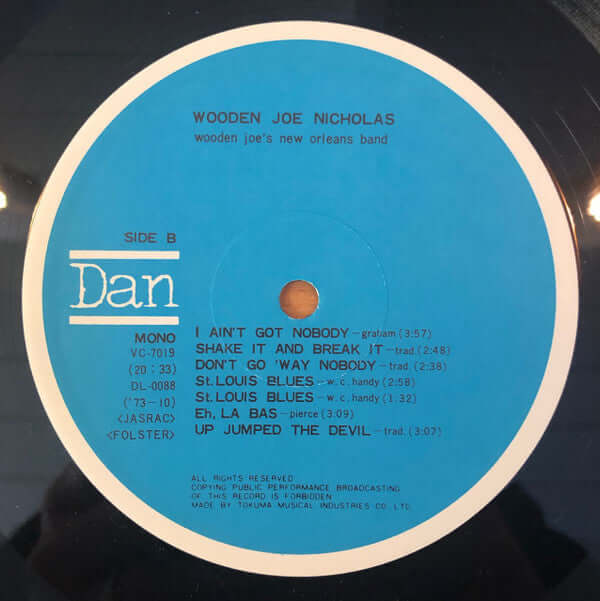 WOODEN JOE NICHOLAS
wooden joe's new orleans band
SIDE B
Dan
MONO
VC-7019
(20:33)
DL-0088
('73-10)
<JASRAC>
<FOLSTER>
I AIN'T GOT NOBODY-graham (3:57)
SHAKE IT AND BREAK IT-trad. (2:48)
DON'T GO 'WAY NOBODY-trad. (2:38)
St. LOUIS BLUES-w. c. handy (2:58)
St. LOUIS BLUES-w. c. handy (1.32)
Eh, LA BAS-pierce (3:09)
UP JUMPED THE DEVIL-trad. (3:07)
ALL RIGHTS RESERVED
COPYING PUBLIC PERFORMANCE BROADCASTING
OF THIS RECORD IS FORBIDDEN
MADE BY TOKUMA MUSICAL INDUSTRIES CO. LTD.